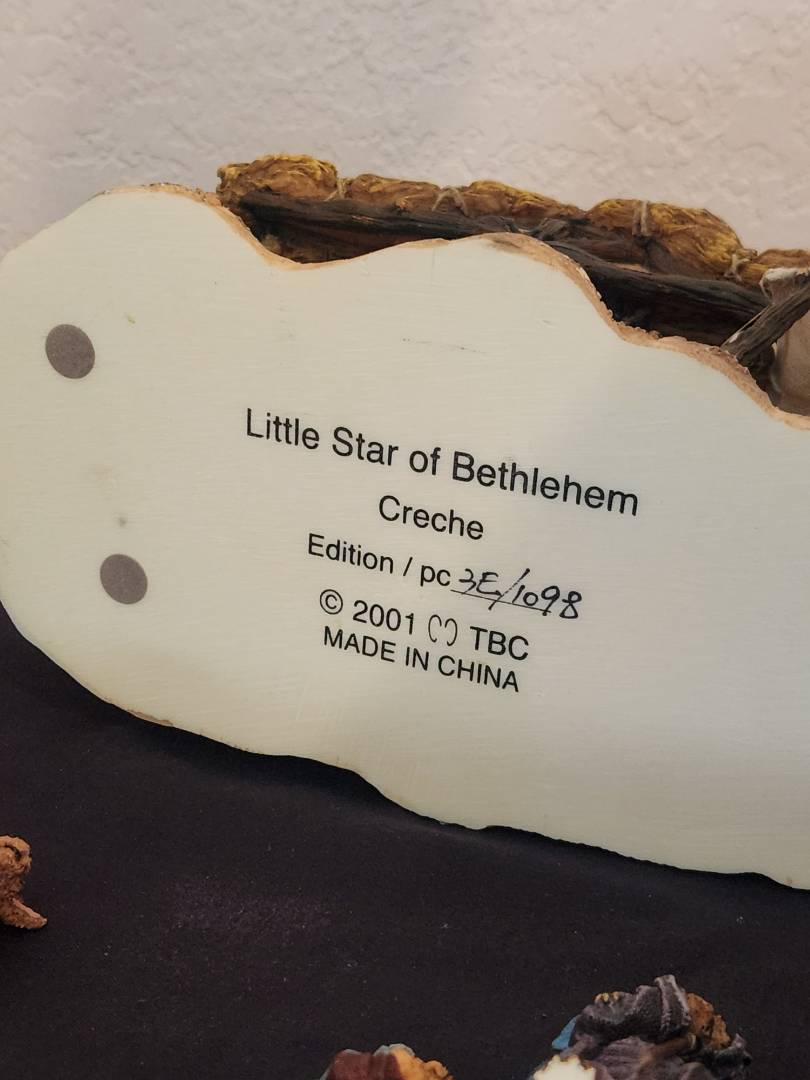 Little Star of Bethlehem
Creche
Edition / pc 3E/1098
© 2001 TBC
MADE IN CHINA